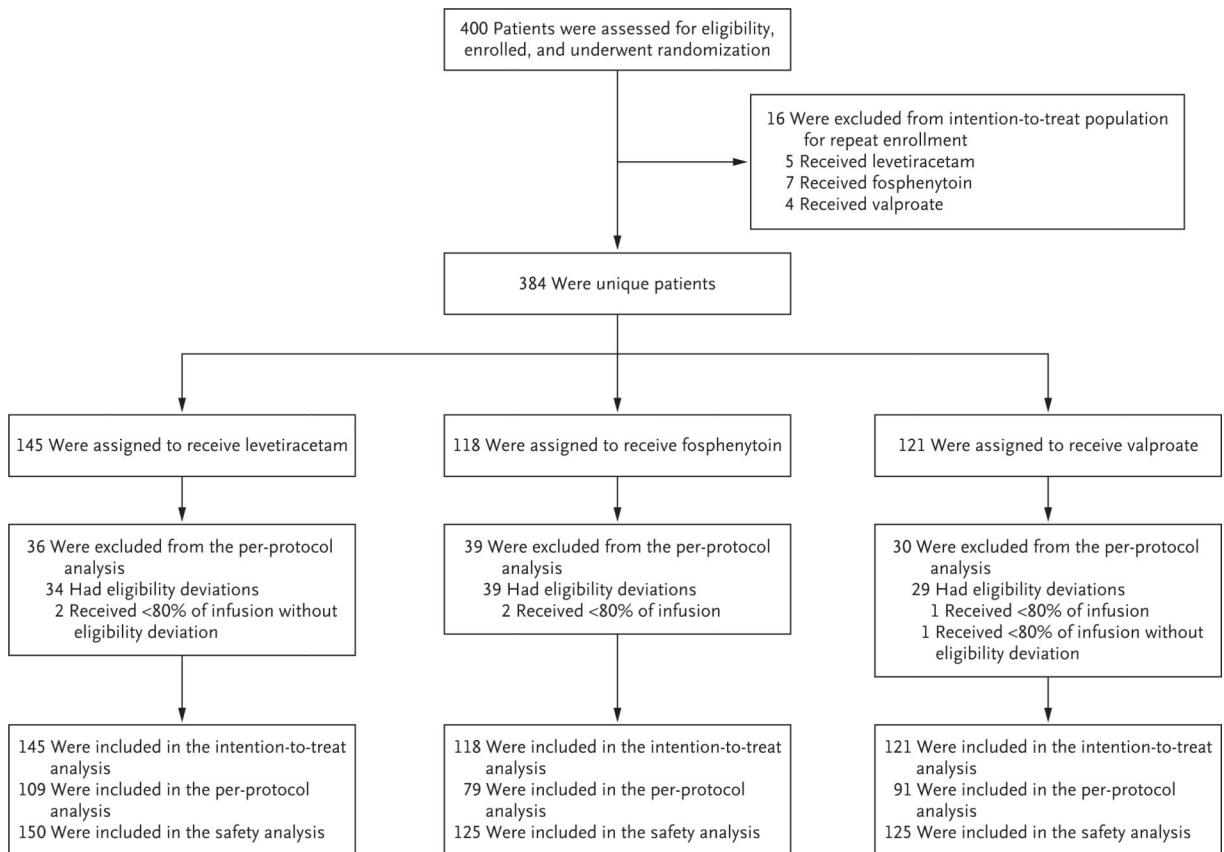 400 Patients were assessed for eligibility,
enrolled, and underwent randomization
16 Were excluded from intention-to-treat population
for repeat enrollment
5 Received levetiracetam
7 Received fosphenytoin
4 Received valproate
384 Were unique patients
145 Were assigned to receive levetiracetam
118 Were assigned to receive fosphenytoin
121 Were assigned to receive valproate
36 Were excluded from the per-protocol
analysis
34 Had eligibility deviations
2 Received <80% of infusion without
eligibility deviation
39 Were excluded from the per-protocol
analysis
39 Had eligibility deviations
2 Received <80% of infusion
30 Were excluded from the per-protocol
analysis
29 Had eligibility deviations
1 Received <80% of infusion
1 Received <80% of infusion without
eligibility deviation
145 Were included in the intention-to-treat
analysis
109 Were included in the per-protocol
analysis
150 Were included in the safety analysis
118 Were included in the intention-to-treat
analysis
79 Were included in the per-protocol
analysis
125 Were included in the safety analysis
121 Were included in the intention-to-treat
analysis
91 Were included in the per-protocol
analysis
125 Were included in the safety analysis